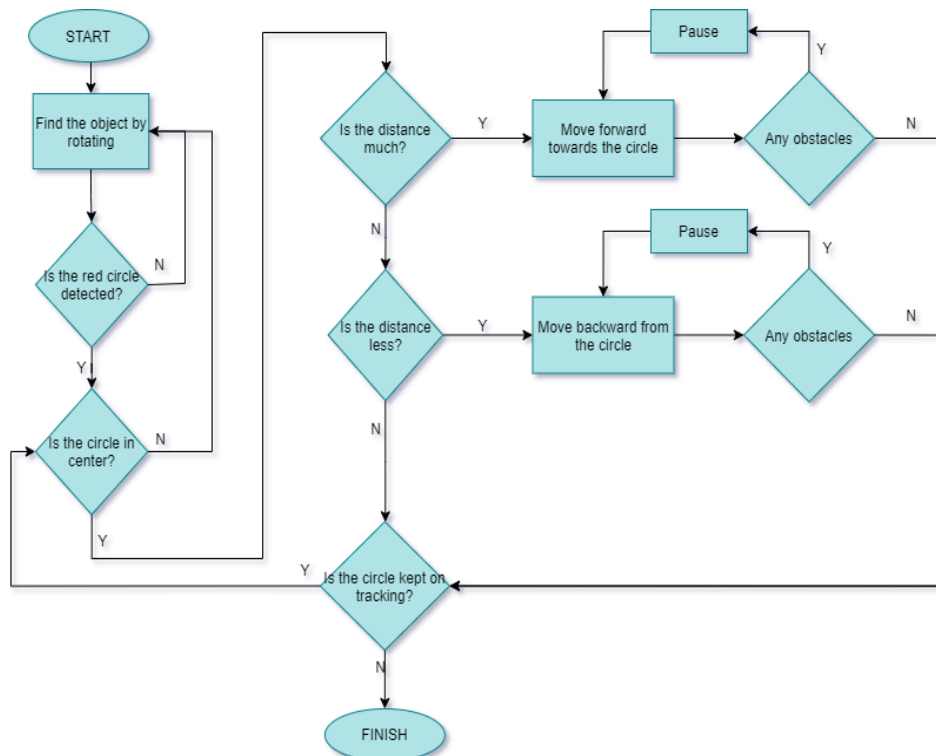 START
Find the object by
rotating
Is the red circle
detected?
N
Y
Is the circle in
center?
N
Y
Is the distance
much?
Y
N
Move forward
towards the circle
Pause
Any obstacles
Y
N
Is the distance
less?
Y
N
Move backward from
the circle
Pause
Any obstacles
Y
N
Is the circle kept on
tracking?
Y
N
FINISH